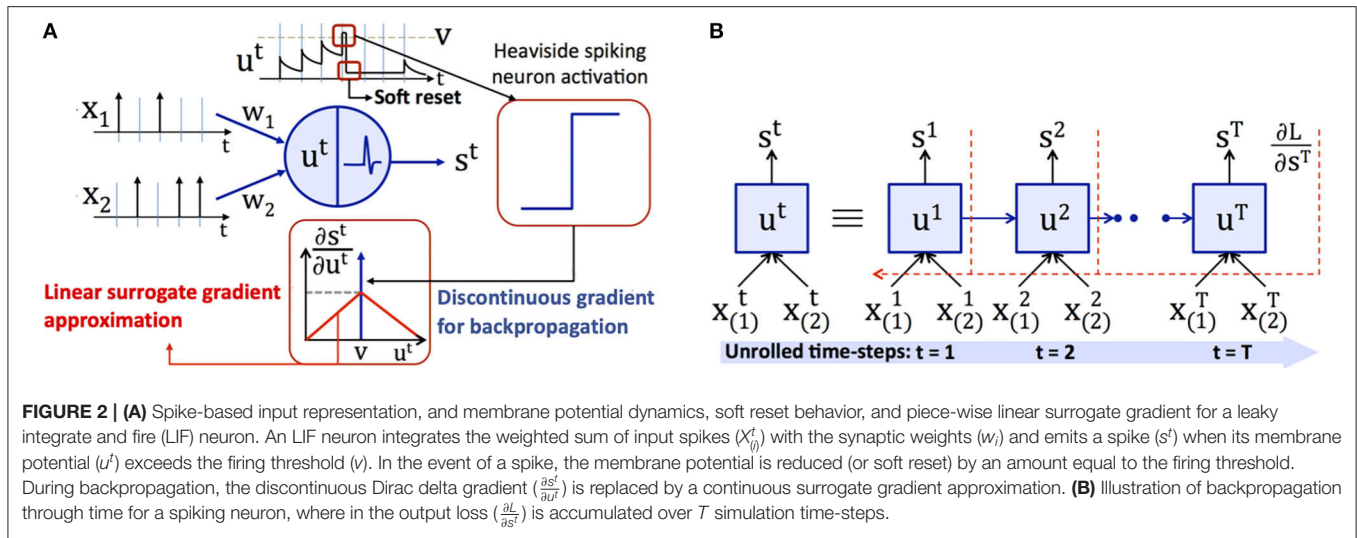 A
u^t
V
t
Soft reset
Heaviside spiking
neuron activation
X_1
t
w_1
X_2
t
w_2
u^t
s^t
∂s^t
∂u^t
V
u^t
Linear surrogate gradient
approximation
Discontinuous gradient
for backpropagation
B
s^t s^1 s^2 s^T ∂L/∂s^T
u^t ≡ u^1 u^2 u^T
x^t_(1) x^t_(2) x^1_(1) x^1_(2) x^2_(1) x^2_(2) x^T_(1) x^T_(2)
Unrolled time-steps: t = 1 t = 2 t = T
FIGURE 2 | (A) Spike-based input representation, and membrane potential dynamics, soft reset behavior, and piece-wise linear surrogate gradient for a leaky
integrate and fire (LIF) neuron. An LIF neuron integrates the weighted sum of input spikes (X^t_(i)) with the synaptic weights (w_i) and emits a spike (s^t) when its membrane
potential (u^t) exceeds the firing threshold (v). In the event of a spike, the membrane potential is reduced (or soft reset) by an amount equal to the firing threshold.
During backpropagation, the discontinuous Dirac delta gradient (∂s^t/∂u^t) is replaced by a continuous surrogate gradient approximation. (B) Illustration of backpropagation
through time for a spiking neuron, where in the output loss (∂L/∂s^t) is accumulated over T simulation time-steps.